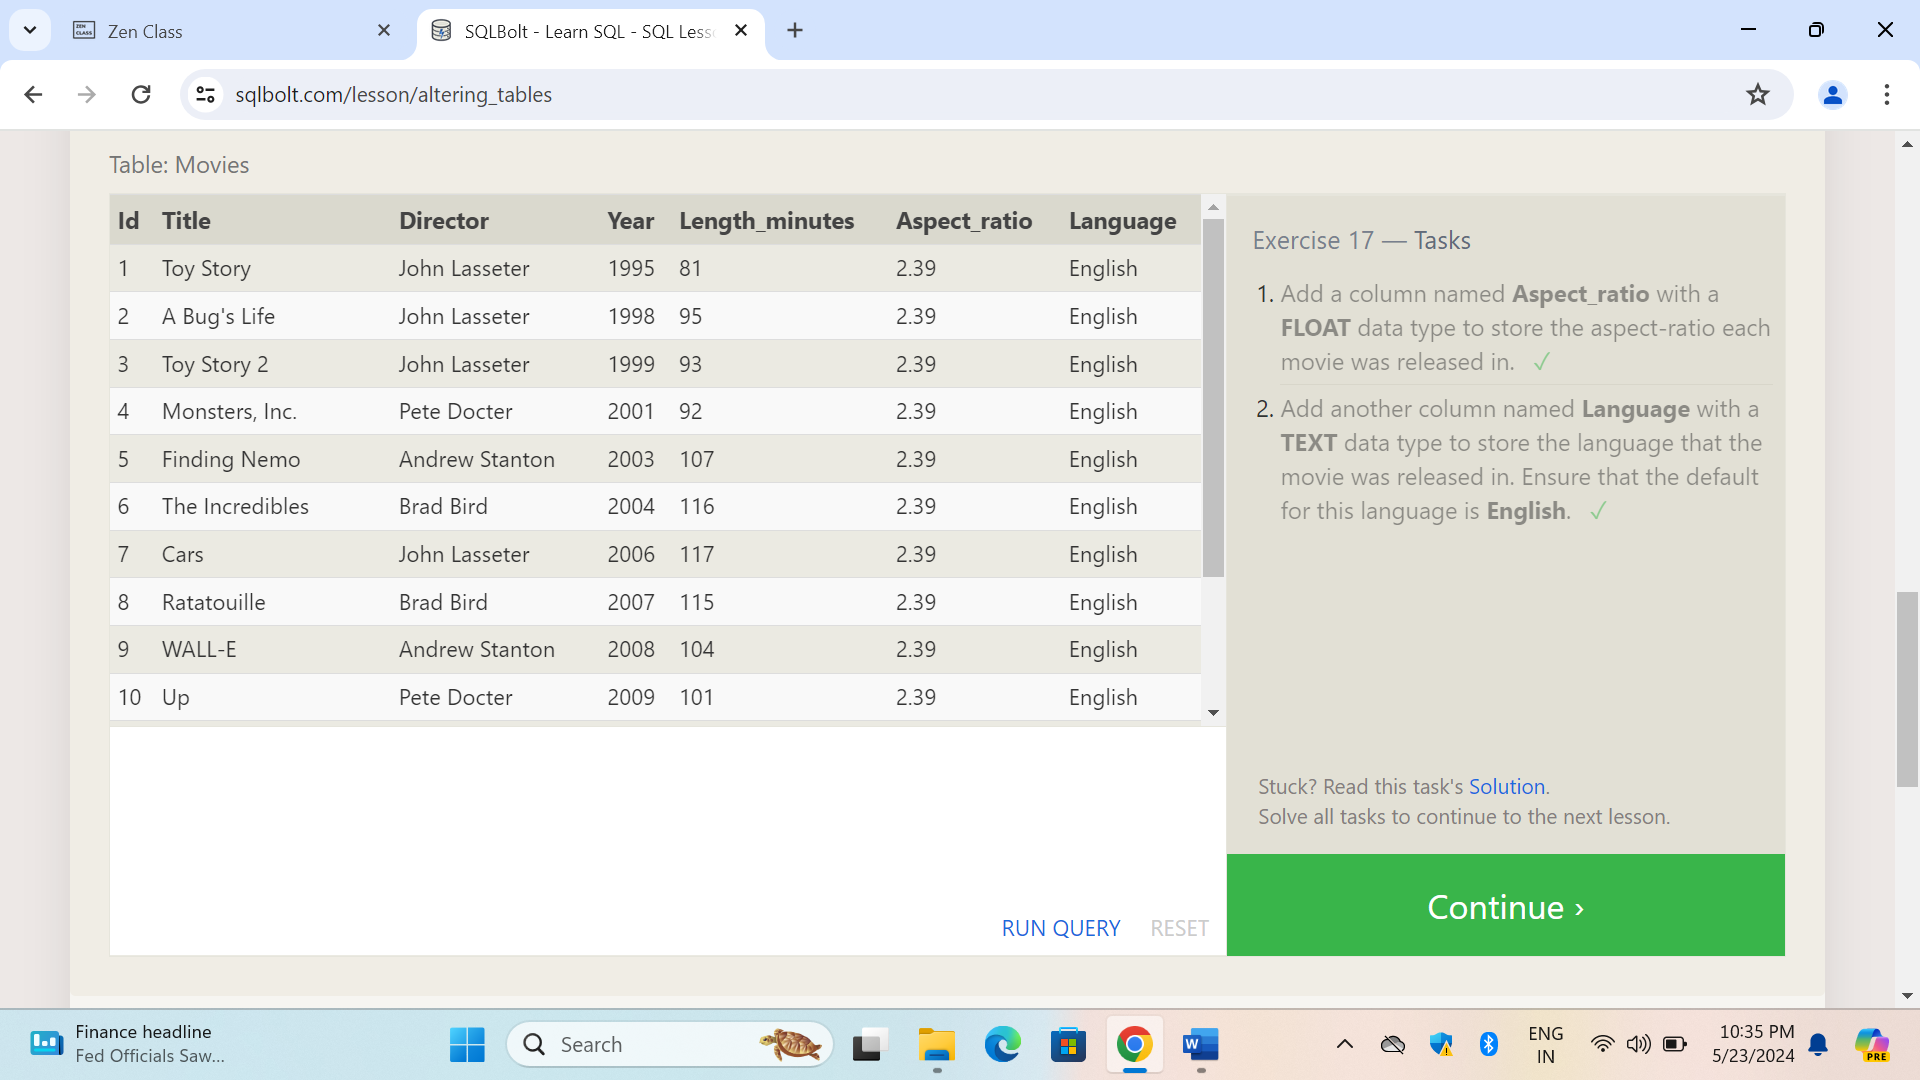 Zen Class
SQLBolt - Learn SQL - SQL Less
sqlbolt.com/lesson/altering_tables
Table: Movies
Id Title Director Year Length_minutes Aspect_ratio Language
1 Toy Story John Lasseter 1995 81 2.39 English
2 A Bug's Life John Lasseter 1998 95 2.39 English
3 Toy Story 2 John Lasseter 1999 93 2.39 English
4 Monsters, Inc. Pete Docter 2001 92 2.39 English
5 Finding Nemo Andrew Stanton 2003 107 2.39 English
6 The Incredibles Brad Bird 2004 116 2.39 English
7 Cars John Lasseter 2006 117 2.39 English
8 Ratatouille Brad Bird 2007 115 2.39 English
9 WALL-E Andrew Stanton 2008 104 2.39 English
10 Up Pete Docter 2009 101 2.39 English
RUN QUERY RESET
Exercise 17 — Tasks
1. Add a column named Aspect_ratio with a
FLOAT data type to store the aspect-ratio each
movie was released in. ✓
2. Add another column named Language with a
TEXT data type to store the language that the
movie was released in. Ensure that the default
for this language is English. ✓
Stuck? Read this task's Solution.
Solve all tasks to continue to the next lesson.
Continue ›
Finance headline
Fed Officials Saw...
Search
ENG
IN
10:35 PM
5/23/2024
PRE